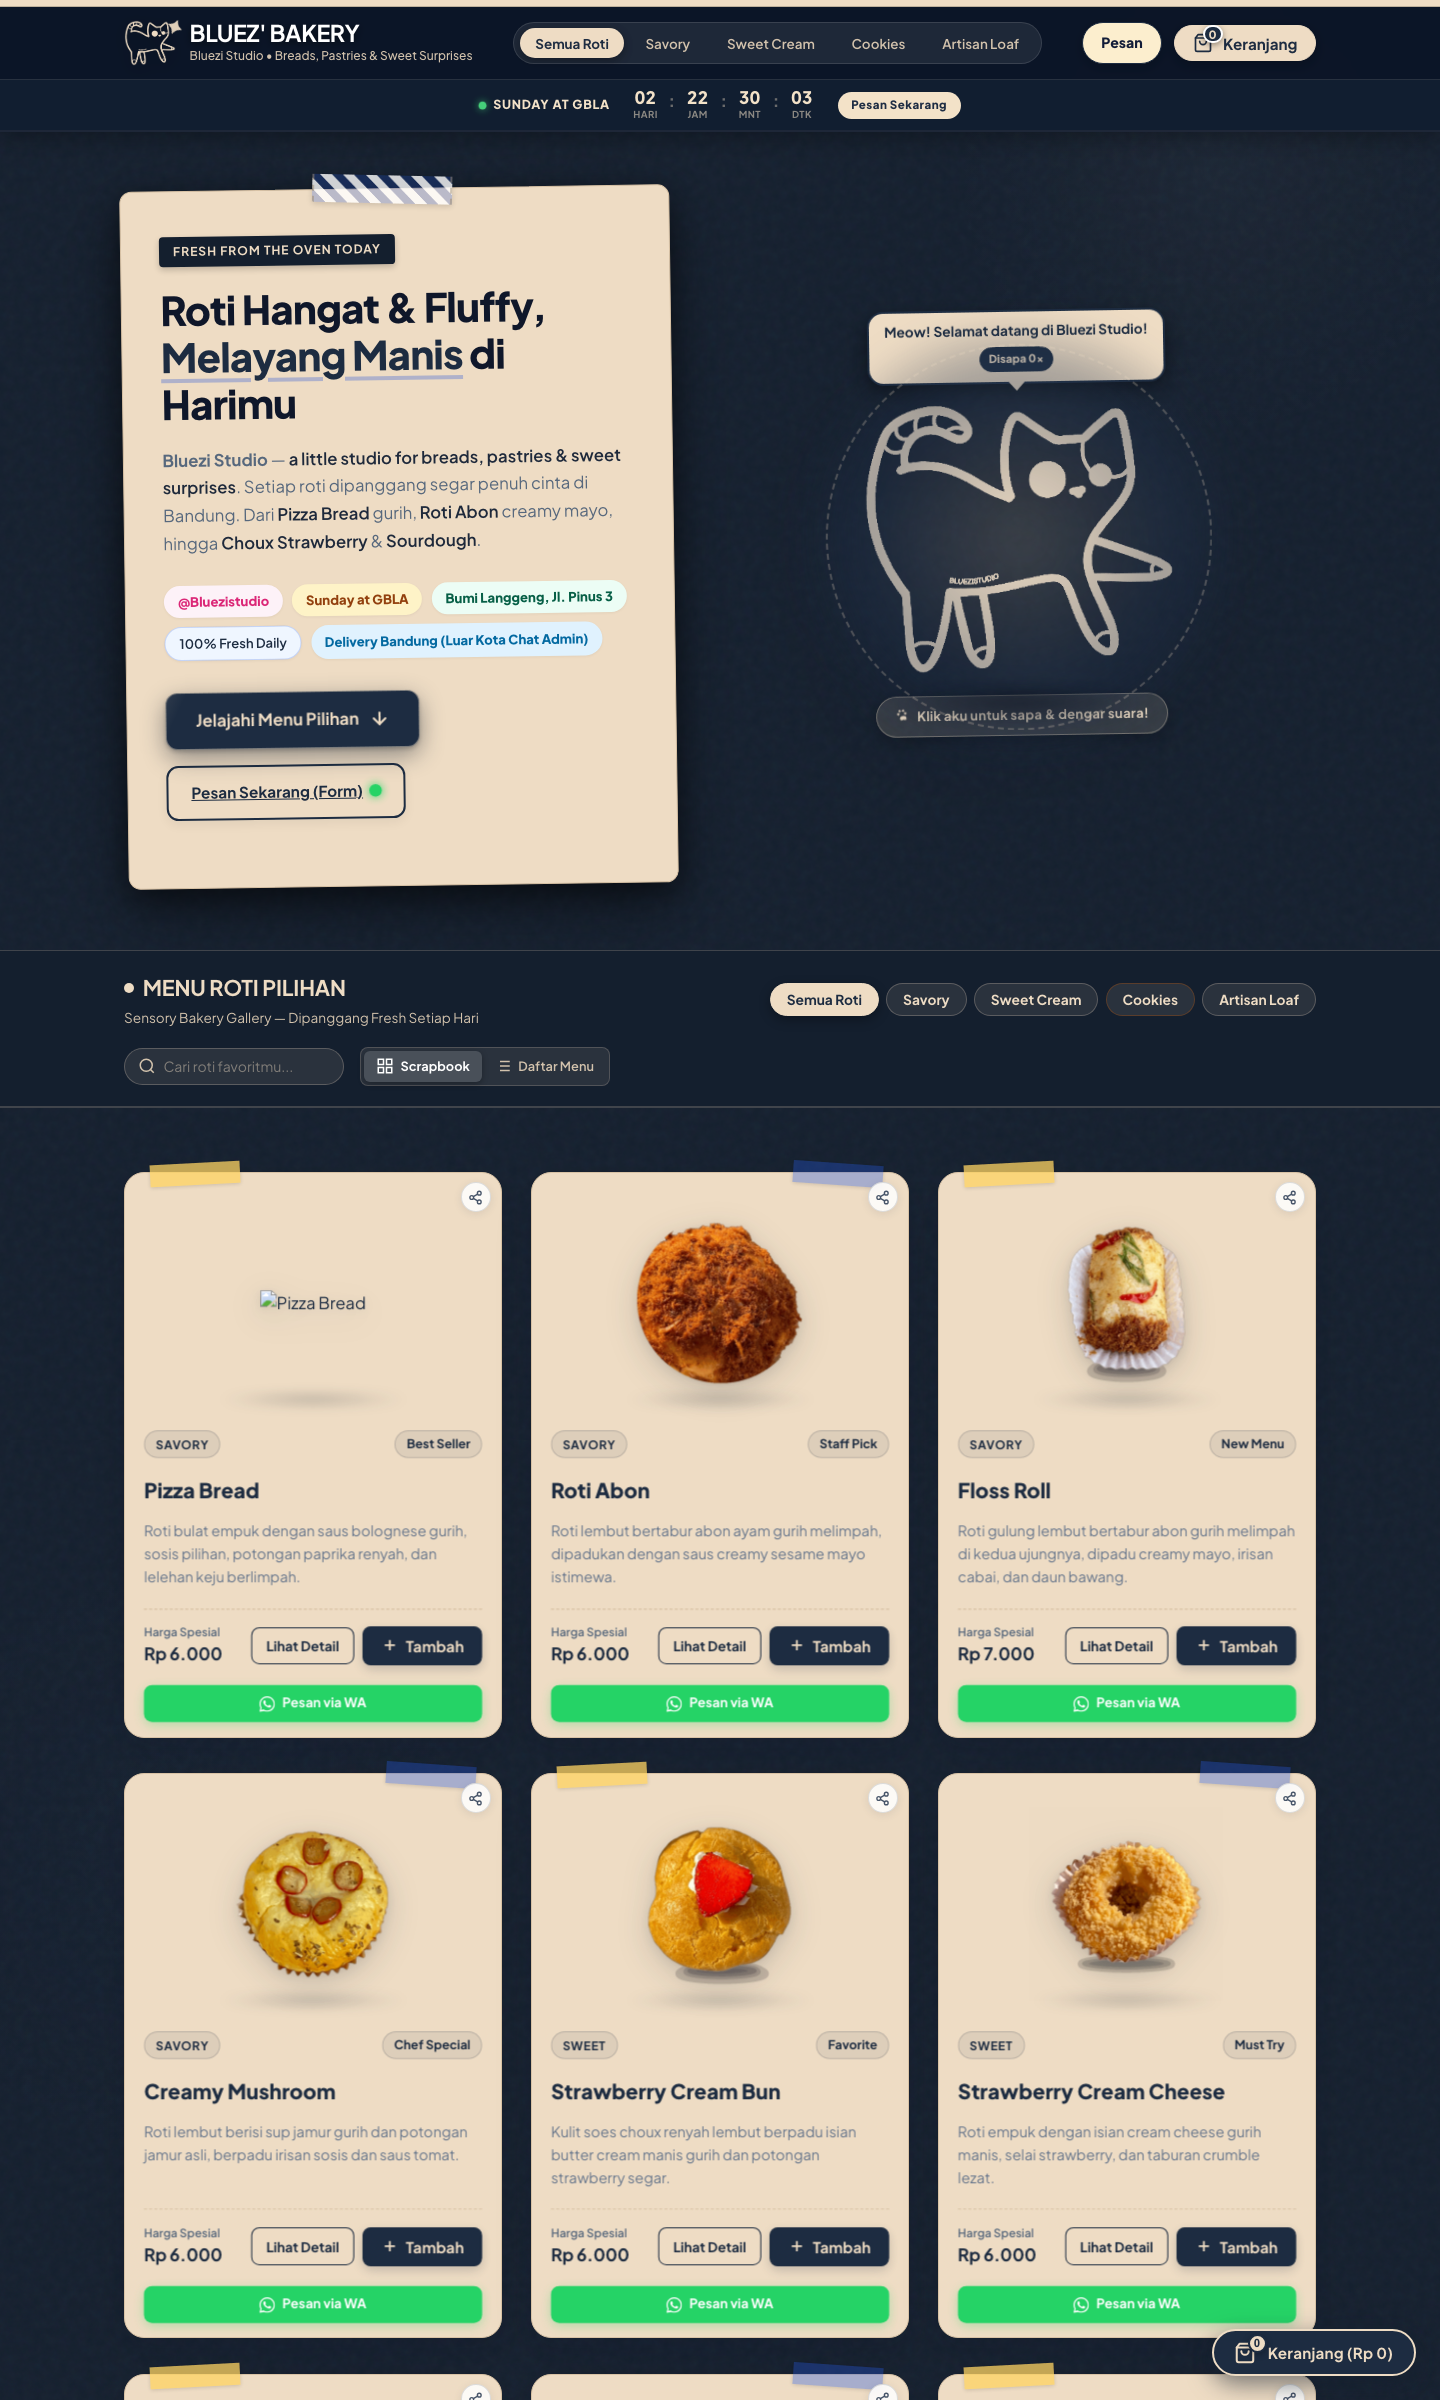 BLUEZ' BAKERY
Bluezi Studio • Breads, Pastries & Sweet Surprises
Semua Roti
Savory
Sweet Cream
Cookies
Artisan Loaf
Pesan
0
Keranjang
SUNDAY AT GBLA
02 : 22 : 30 : 03
HARI JAM MNT DTK
Pesan Sekarang
FRESH FROM THE OVEN TODAY
Roti Hangat & Fluffy,
Melayang Manis di
Harimu
Bluezi Studio — a little studio for breads, pastries & sweet
surprises. Setiap roti dipanggang segar penuh cinta di
Bandung. Dari Pizza Bread gurih, Roti Abon creamy mayo,
hingga Choux Strawberry & Sourdough.
@Bluezistudio
Sunday at GBLA
Bumi Langgeng, Jl. Pinus 3
100% Fresh Daily
Delivery Bandung (Luar Kota Chat Admin)
Jelajahi Menu Pilihan
Pesan Sekarang (Form)
Meow! Selamat datang di Bluezi Studio!
Disapa 0×
BLUEZISTUDIO
Klik aku untuk sapa & dengar suara!
MENU ROTI PILIHAN
Sensory Bakery Gallery — Dipanggang Fresh Setiap Hari
Semua Roti
Savory
Sweet Cream
Cookies
Artisan Loaf
Cari roti favoritmu...
Scrapbook
Daftar Menu
Pizza Bread
SAVORY
Best Seller
Pizza Bread
Roti bulat empuk dengan saus bolognese gurih,
sosis pilihan, potongan paprika renyah, dan
lelehan keju berlimpah.
Harga Spesial
Rp 6.000
Lihat Detail
+ Tambah
Pesan via WA
SAVORY
Staff Pick
Roti Abon
Roti lembut bertabur abon ayam gurih melimpah,
dipadukan dengan saus creamy sesame mayo
istimewa.
Harga Spesial
Rp 6.000
Lihat Detail
+ Tambah
Pesan via WA
SAVORY
New Menu
Floss Roll
Roti gulung lembut bertabur abon gurih melimpah
di kedua ujungnya, dipadu creamy mayo, irisan
cabai, dan daun bawang.
Harga Spesial
Rp 7.000
Lihat Detail
+ Tambah
Pesan via WA
SAVORY
Chef Special
Creamy Mushroom
Roti lembut berisi sup jamur gurih dan potongan
jamur asli, berpadu irisan sosis dan saus tomat.
Harga Spesial
Rp 6.000
Lihat Detail
+ Tambah
Pesan via WA
SWEET
Favorite
Strawberry Cream Bun
Kulit soes choux renyah lembut berpadu isian
butter cream manis gurih dan potongan
strawberry segar.
Harga Spesial
Rp 6.000
Lihat Detail
+ Tambah
Pesan via WA
SWEET
Must Try
Strawberry Cream Cheese
Roti empuk dengan isian cream cheese gurih
manis, selai strawberry, dan taburan crumble
lezat.
Harga Spesial
Rp 6.000
Lihat Detail
+ Tambah
Pesan via WA
0
Keranjang (Rp 0)